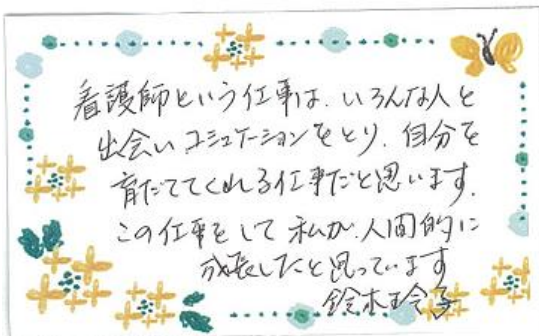 看護師という仕事は、いろんな人と
出会い、コミュニケーションをとり、自分を
育だててくれる仕事だと思います。
この仕事をして私が、人間的に
成長したと思っています
鈴木玲子